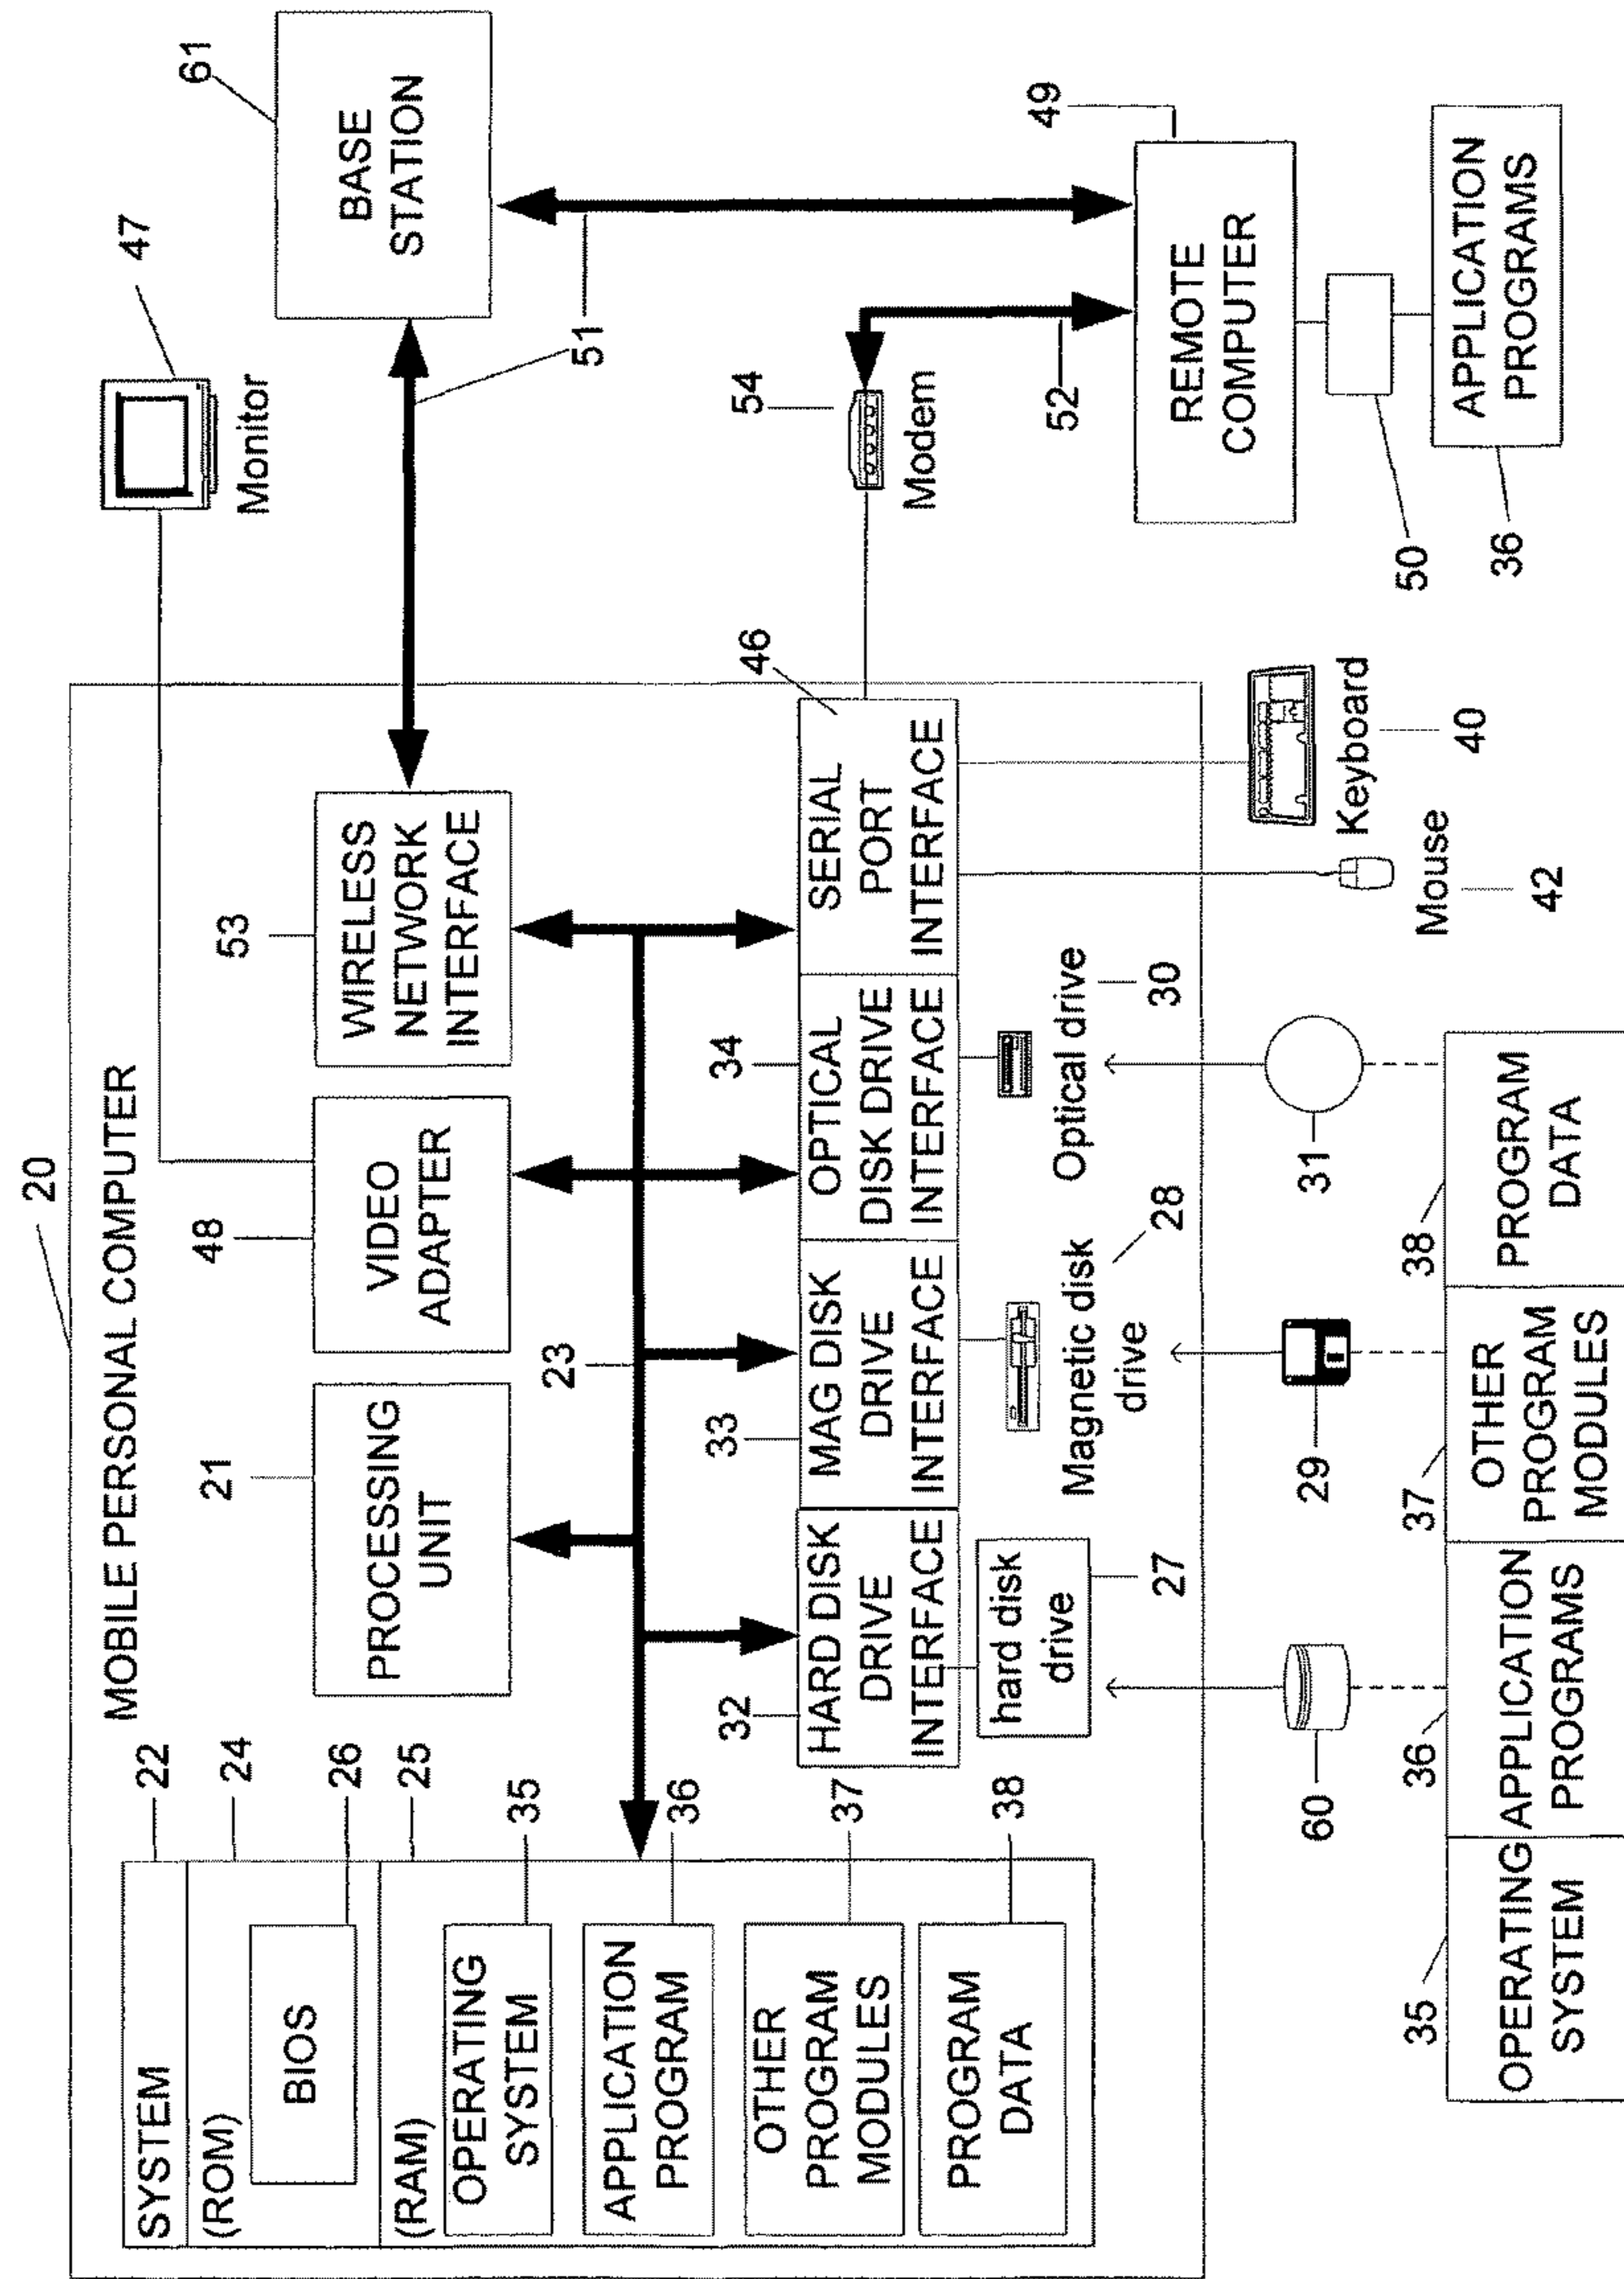 20
MOBILE PERSONAL COMPUTER
SYSTEM
22
(ROM)
24
BIOS
26
(RAM)
25
OPERATING
SYSTEM
35
APPLICATION
PROGRAM
36
OTHER
PROGRAM
MODULES
37
PROGRAM
DATA
38
21
PROCESSING
UNIT
48
VIDEO
ADAPTER
53
WIRELESS
NETWORK
INTERFACE
47
Monitor
61
BASE
STATION
51
23
32
HARD DISK
DRIVE
INTERFACE
33
MAG DISK
DRIVE
INTERFACE
34
OPTICAL
DISK DRIVE
INTERFACE
46
SERIAL
PORT
INTERFACE
hard disk
drive
27
Magnetic disk
drive
28
Optical drive
30
54
Modem
52
49
REMOTE
COMPUTER
50
APPLICATION
PROGRAMS
36
Keyboard
40
Mouse
42
60
29
31
35
OPERATING
SYSTEM
36
APPLICATION
PROGRAMS
37
OTHER
PROGRAM
MODULES
38
PROGRAM
DATA